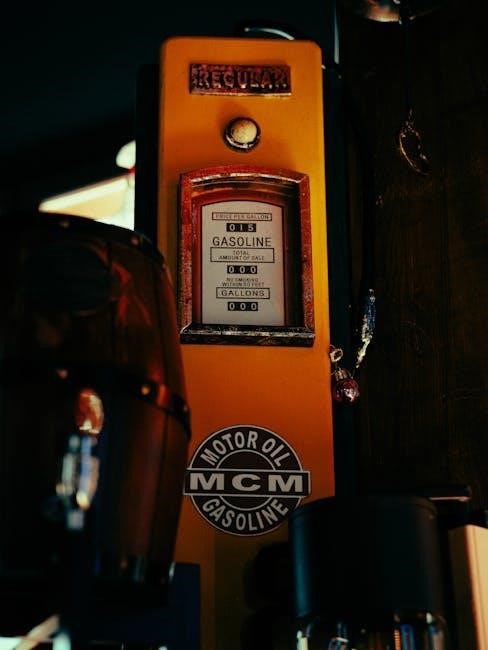 REGULAR
PRICE PER GALLON
015
GASOLINE
TOTAL
AMOUNT OF SALE
000
NO SMOKING
WITHIN 50 FEET
GALLONS
000
MOTOR OIL
MCM
GASOLINE